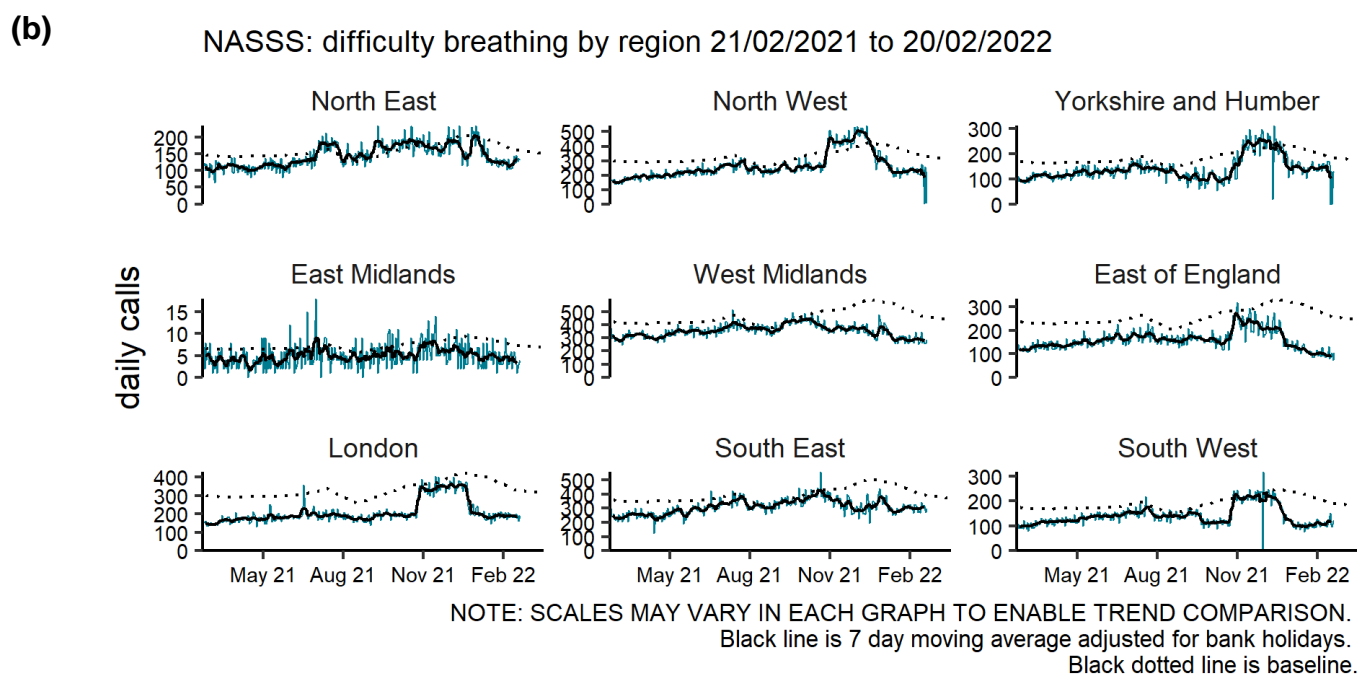 (b)
NASSS: difficulty breathing by region 21/02/2021 to 20/02/2022
North East
North West
Yorkshire and Humber
200
150
100
50
0
500
400
300
200
100
0
300
200
100
0
daily calls
East Midlands
West Midlands
East of England
15
10
5
0
500
400
300
200
100
0
300
200
100
0
London
South East
South West
400
300
200
100
0
500
400
300
200
100
0
300
200
100
0
May 21 Aug 21 Nov 21 Feb 22
May 21 Aug 21 Nov 21 Feb 22
May 21 Aug 21 Nov 21 Feb 22
NOTE: SCALES MAY VARY IN EACH GRAPH TO ENABLE TREND COMPARISON.
Black line is 7 day moving average adjusted for bank holidays.
Black dotted line is baseline.